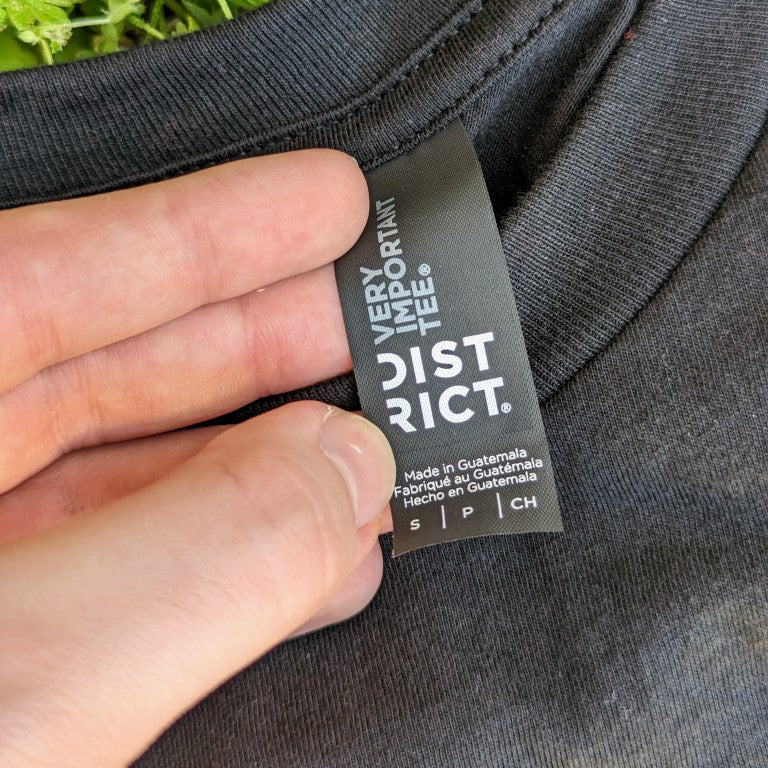 VERY
IMPORTANT
TEE®
DIST
RICT®
Made in Guatemala
Fabriqué au Guatémala
Hecho en Guatemala
S | P | CH